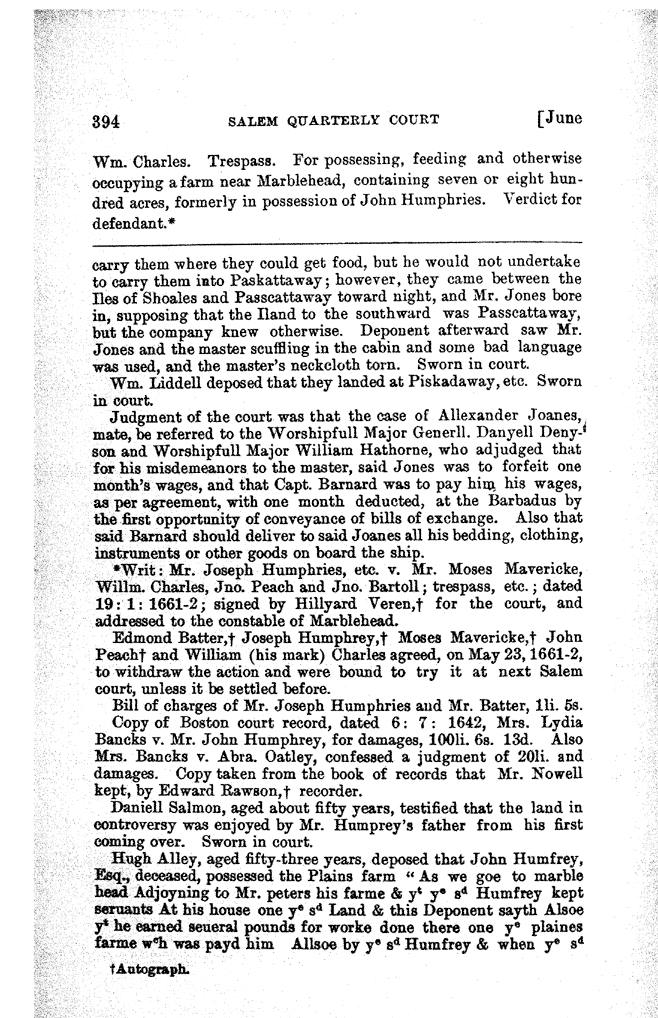 394 SALEM QUARTERLY COURT [June
Wm. Charles. Trespass. For possessing, feeding and otherwise
occupying a farm near Marblehead, containing seven or eight hun-
dred acres, formerly in possession of John Humphries. Verdict for
defendant.*
carry them where they could get food, but he would not undertake
to carry them into Paskattaway; however, they came between the
Iles of Shoales and Passcattaway toward night, and Mr. Jones bore
in, supposing that the Iland to the southward was Passcattaway,
but the company knew otherwise. Deponent afterward saw Mr.
Jones and the master scuffling in the cabin and some bad language
was used, and the master's neckcloth torn. Sworn in court.
Wm. Liddell deposed that they landed at Piskadaway, etc. Sworn
in court.
Judgment of the court was that the case of Allexander Joanes,
mate, be referred to the Worshipfull Major Generll. Danyell Deny-
son and Worshipfull Major William Hathorne, who adjudged that
for his misdemeanors to the master, said Jones was to forfeit one
month's wages, and that Capt. Barnard was to pay him his wages,
as per agreement, with one month deducted, at the Barbadus by
the first opportunity of conveyance of bills of exchange. Also that
said Barnard should deliver to said Joanes all his bedding, clothing,
instruments or other goods on board the ship.
*Writ: Mr. Joseph Humphries, etc. v. Mr. Moses Mavericke,
Willm. Charles, Jno. Peach and Jno. Bartoll; trespass, etc.; dated
19: 1: 1661-2; signed by Hillyard Veren,† for the court, and
addressed to the constable of Marblehead.
Edmond Batter,† Joseph Humphrey,† Moses Mavericke,† John
Peach† and William (his mark) Charles agreed, on May 23, 1661-2,
to withdraw the action and were bound to try it at next Salem
court, unless it be settled before.
Bill of charges of Mr. Joseph Humphries and Mr. Batter, 1li. 5s.
Copy of Boston court record, dated 6: 7: 1642, Mrs. Lydia
Bancks v. Mr. John Humphrey, for damages, 100li. 6s. 13d. Also
Mrs. Bancks v. Abra. Oatley, confessed a judgment of 20li. and
damages. Copy taken from the book of records that Mr. Nowell
kept, by Edward Rawson,† recorder.
Daniell Salmon, aged about fifty years, testified that the land in
controversy was enjoyed by Mr. Humprey's father from his first
coming over. Sworn in court.
Hugh Alley, aged fifty-three years, deposed that John Humfrey,
Esq., deceased, possessed the Plains farm "As we goe to marble
head Adjoyning to Mr. peters his farme & yᵗ yᵉ sᵈ Humfrey kept
seruants At his house one yᵉ sᵈ Land & this Deponent sayth Alsoe
yᵗ he earned seueral pounds for worke done there one yᵉ plaines
farme wᶜh was payd him Allsoe by yᵉ sᵈ Humfrey & when yᵉ sᵈ
†Autograph.